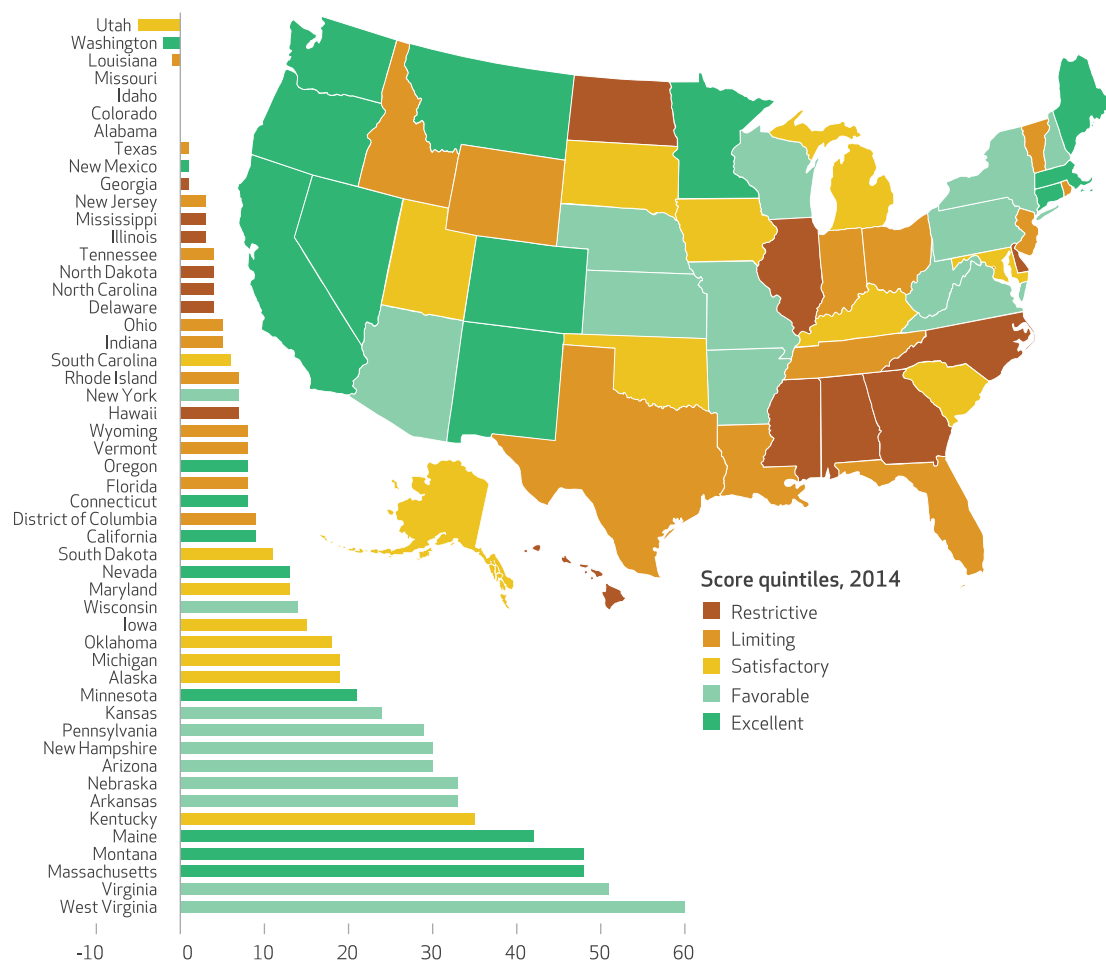 Utah
Washington
Louisiana
Missouri
Idaho
Colorado
Alabama
Texas
New Mexico
Georgia
New Jersey
Mississippi
Illinois
Tennessee
North Dakota
North Carolina
Delaware
Ohio
Indiana
South Carolina
Rhode Island
New York
Hawaii
Wyoming
Vermont
Oregon
Florida
Connecticut
District of Columbia
California
South Dakota
Nevada
Maryland
Wisconsin
Iowa
Oklahoma
Michigan
Alaska
Minnesota
Kansas
Pennsylvania
New Hampshire
Arizona
Nebraska
Arkansas
Kentucky
Maine
Montana
Massachusetts
Virginia
West Virginia
-10 0 10 20 30 40 50 60
Score quintiles, 2014
Restrictive
Limiting
Satisfactory
Favorable
Excellent